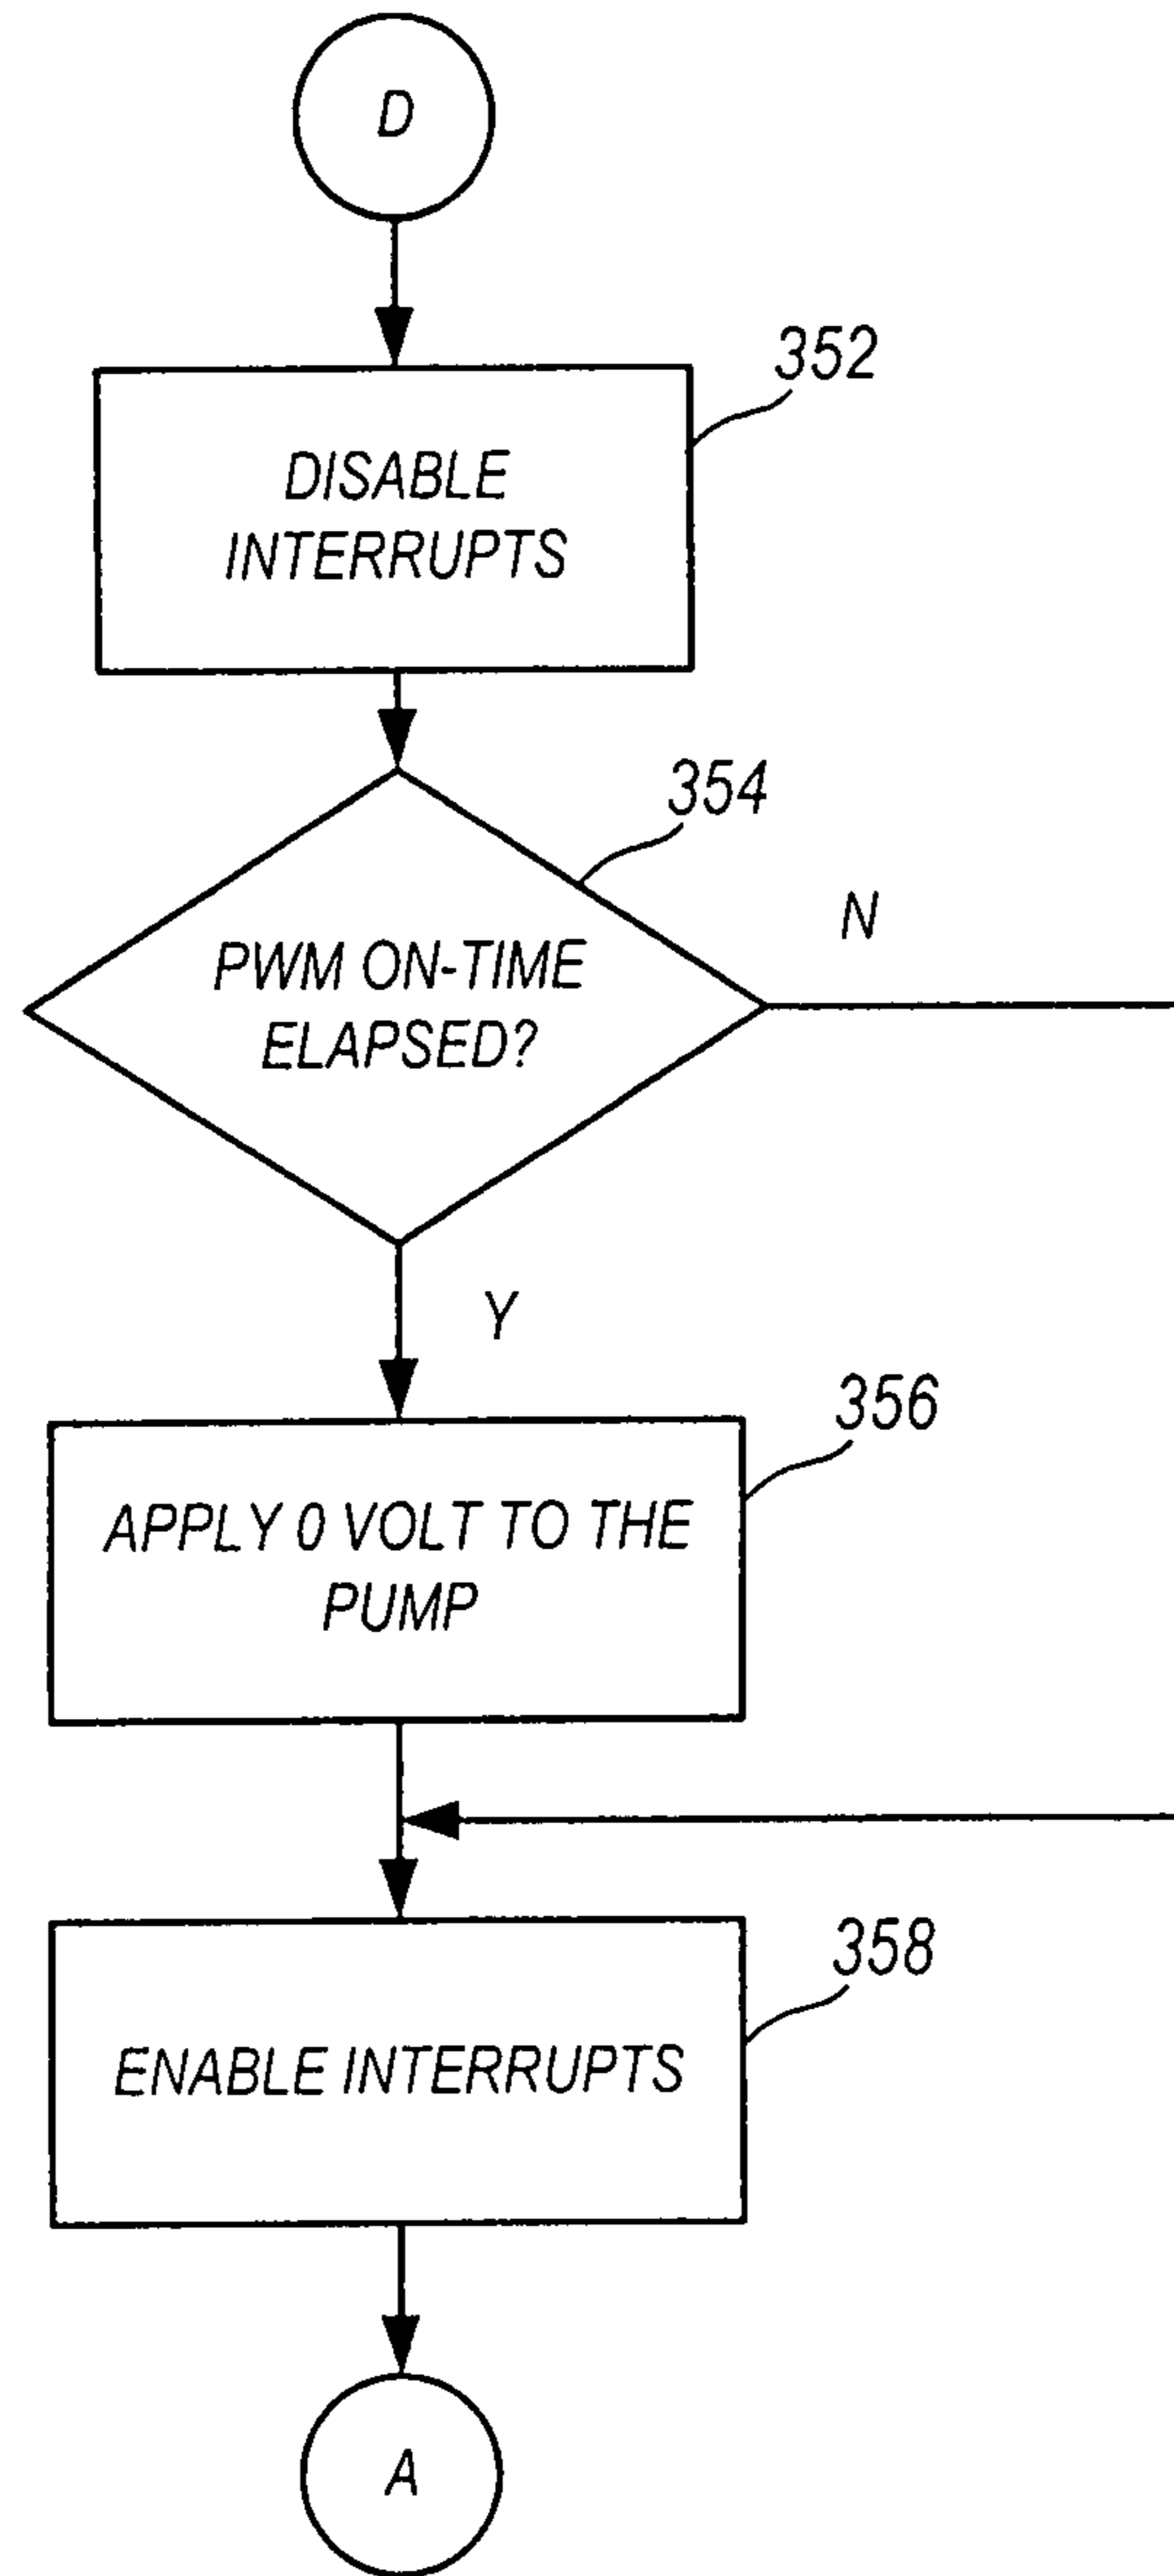 D
352
DISABLE
INTERRUPTS
354
N
PWM ON-TIME
ELAPSED?
Y
356
APPLY 0 VOLT TO THE
PUMP
358
ENABLE INTERRUPTS
A